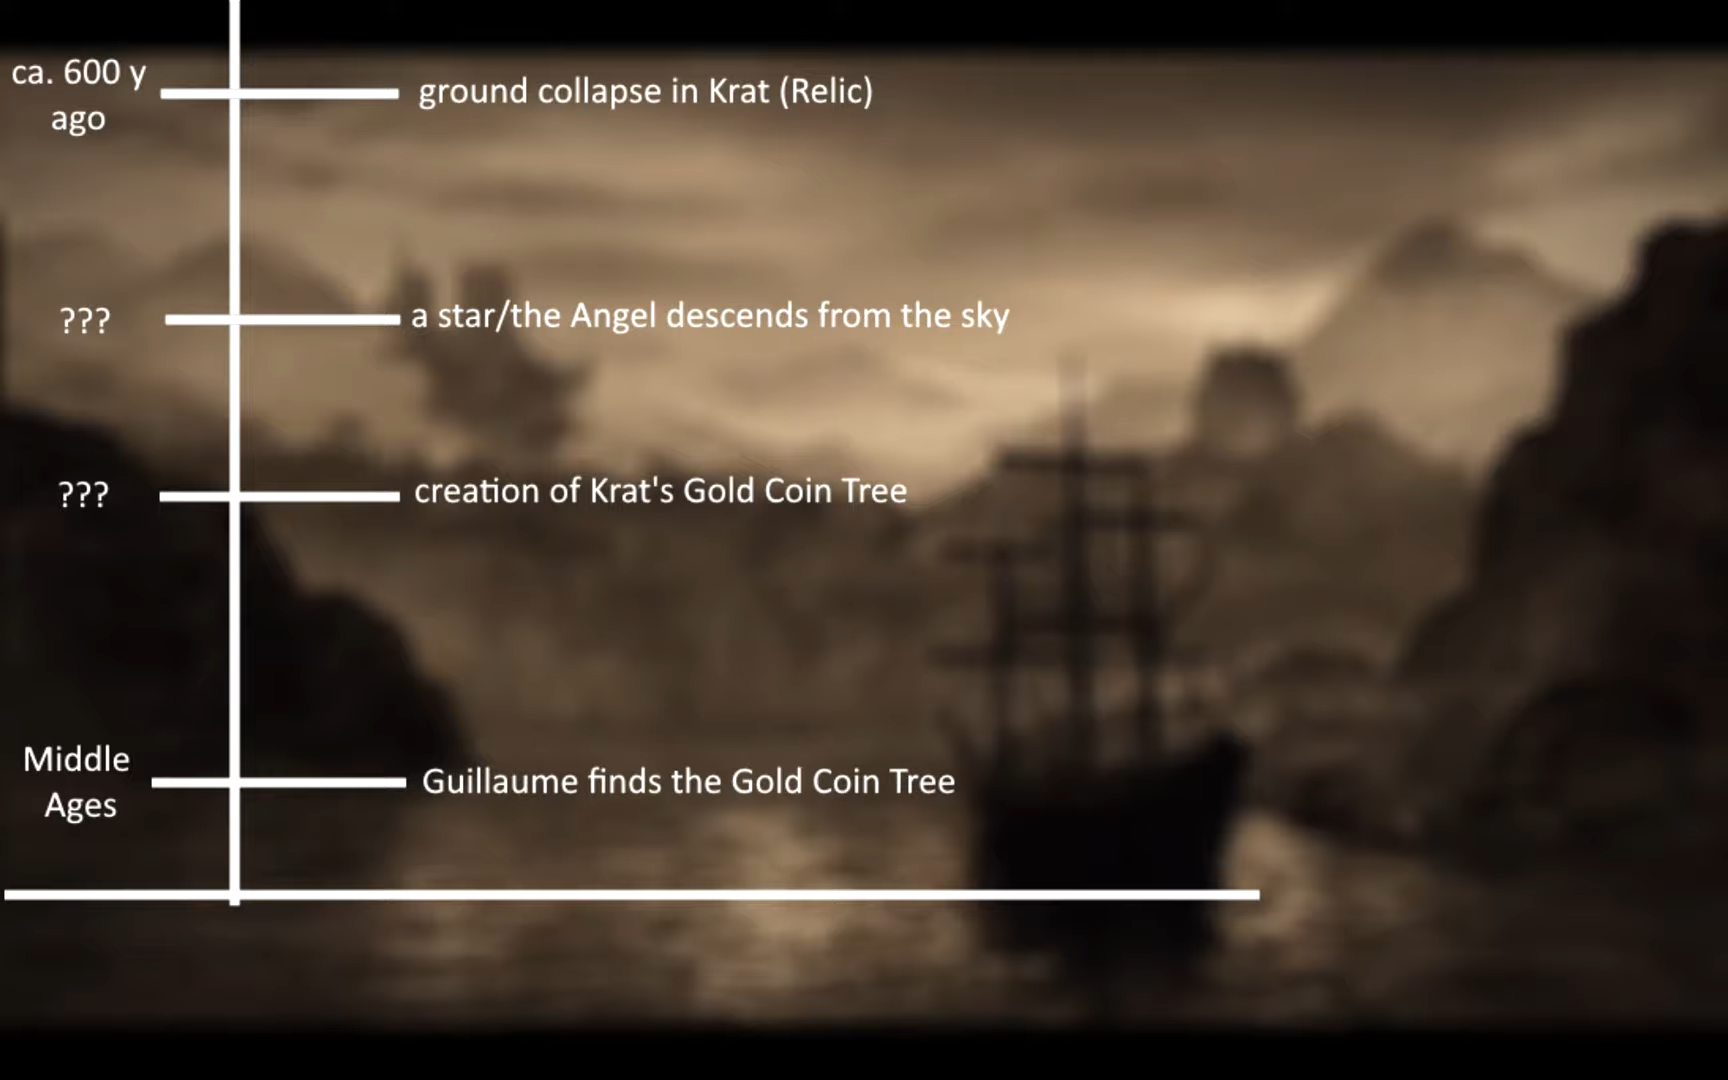 ca. 600 y
ago
ground collapse in Krat (Relic)
???
a star/the Angel descends from the sky
???
creation of Krat's Gold Coin Tree
Middle
Ages
Guillaume finds the Gold Coin Tree